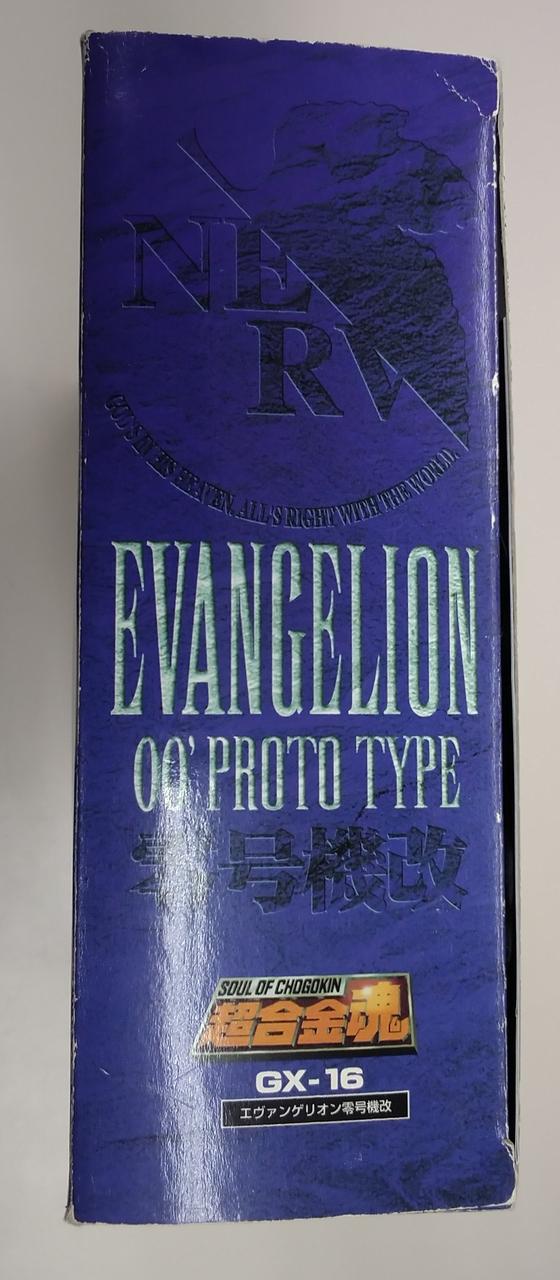 NERV
GOD'S IN HIS HEAVEN. ALL'S RIGHT WITH THE WORLD.
EVANGELION
00' PROTO TYPE
零号機改
SOUL OF CHOGOKIN
超合金魂
GX-16
エヴァンゲリオン零号機改